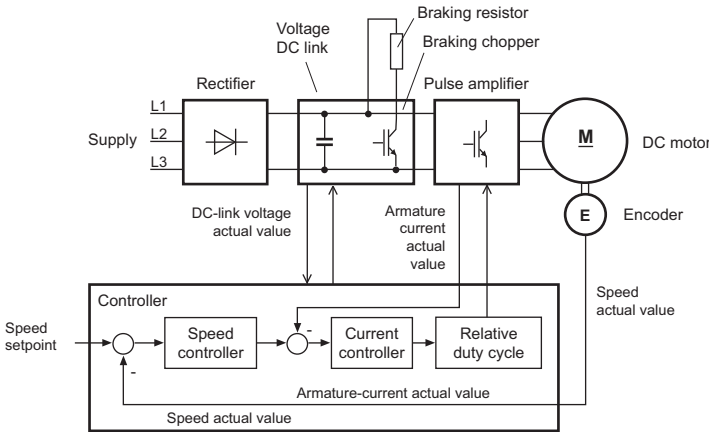 Braking resistor
Voltage
DC link
Braking chopper
Rectifier
Pulse amplifier
L1
L2
L3
Supply
M
DC motor
E
Encoder
DC-link voltage
actual value
Armature
current
actual
value
Speed
actual value
Controller
Speed
setpoint
-
Speed
controller
-
Current
controller
Relative
duty cycle
Armature-current actual value
Speed actual value